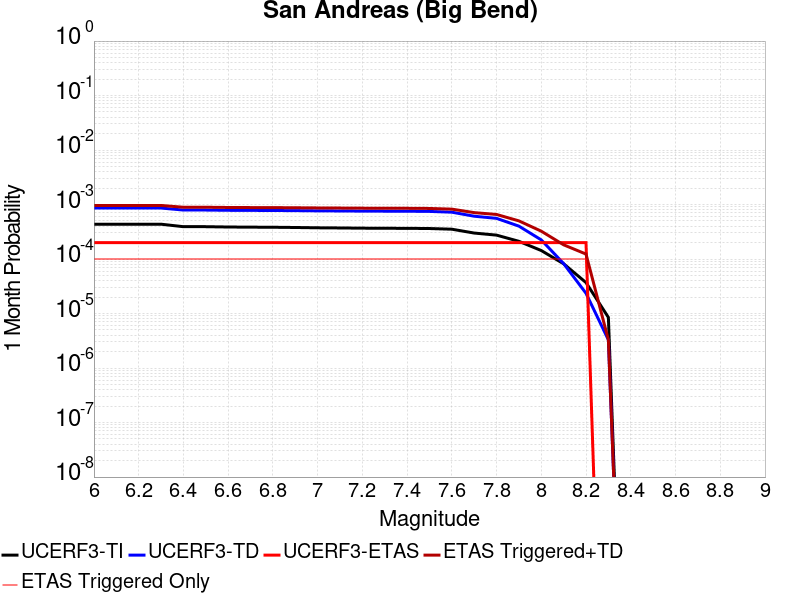 San Andreas (Big Bend)
10 0
10 -1
10 -2
10 -3
10 -4
10 -5
10 -6
10 -7
10 -8
1 Month Probability
6 6.2 6.4 6.6 6.8 7 7.2 7.4 7.6 7.8 8 8.2 8.4 8.6 8.8 9
Magnitude
UCERF3-TI UCERF3-TD UCERF3-ETAS ETAS Triggered+TD
ETAS Triggered Only